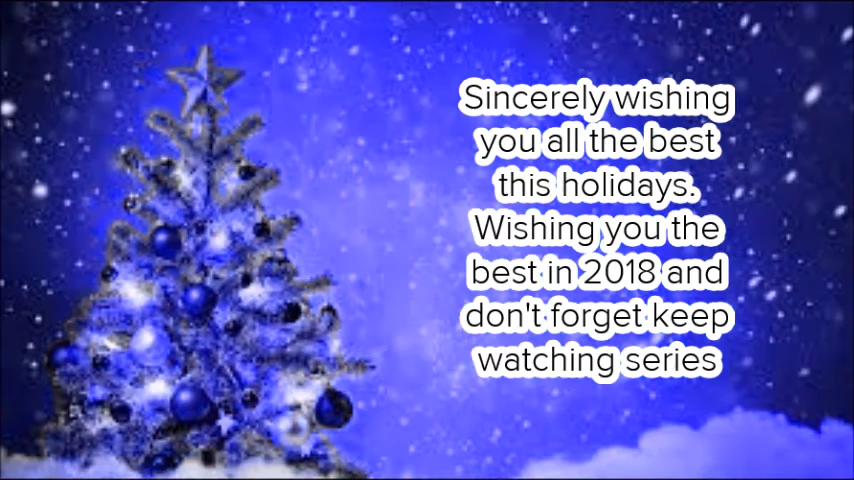 Sincerely wishing
you all the best
this holidays.
Wishing you the
best in 2018 and
don't forget keep
watching series